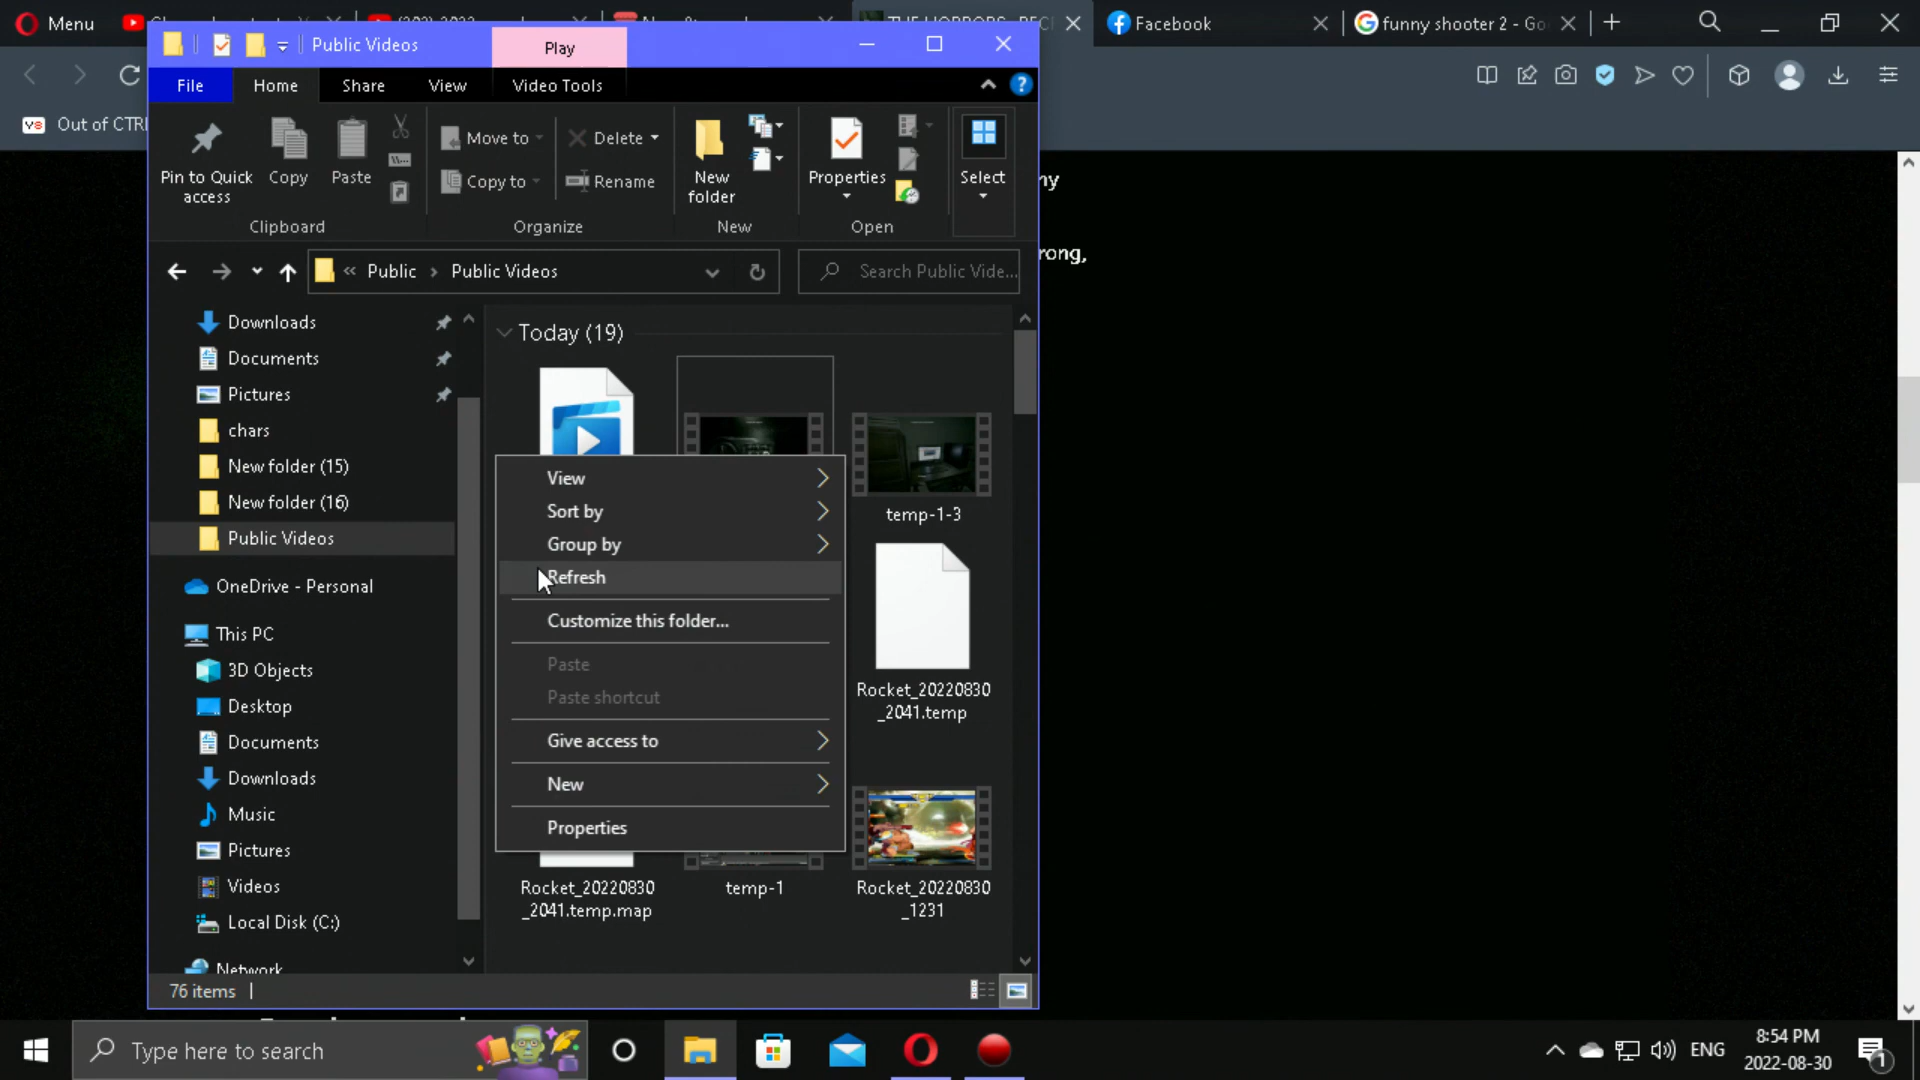 Menu
THE HORRORS
Facebook
funny shooter 2 - Go
Public Videos
Play
File
Home
Share
View
Video Tools
Out of CTRL
Pin to Quick access
Copy
Paste
Move to
Copy to
Delete
Rename
New folder
Properties
Select
Clipboard
Organize
New
Open
ny
rong,
Public
Public Videos
Search Public Vide...
Downloads
Documents
Pictures
chars
New folder (15)
New folder (16)
Public Videos
OneDrive - Personal
This PC
3D Objects
Desktop
Documents
Downloads
Music
Pictures
Videos
Local Disk (C:)
Network
Today (19)
temp-1-3
View
Sort by
Group by
Refresh
Customize this folder...
Paste
Paste shortcut
Give access to
New
Properties
Rocket_20220830
_2041.temp
Rocket_20220830
_2041.temp.map
temp-1
Rocket_20220830
_1231
76 items
Type here to search
ENG
8:54 PM
2022-08-30
1